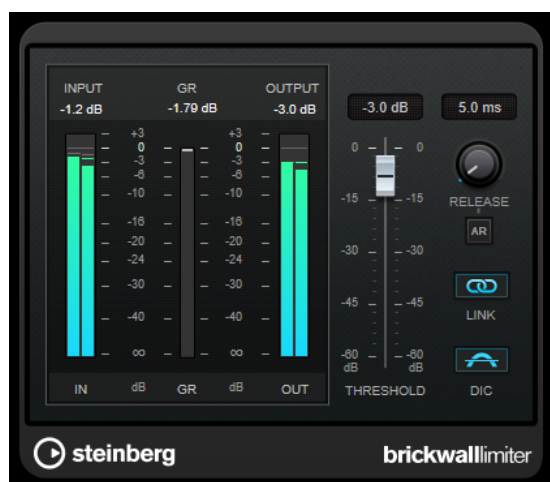 INPUT GR OUTPUT
-1.2 dB -1.79 dB -3.0 dB
-3.0 dB 5.0 ms
+3 +3
0 0 0 0
-3 -3
-6 -6
-10 -10
-15 -15
RELEASE
-16 -16
AR
-20 -20
-24 -24
-30 -30
-30 -30
-40 -40
-45 -45
LINK
∞ ∞
-60 -60
dB dB
IN dB GR dB OUT
THRESHOLD DIC
steinberg brickwalllimiter